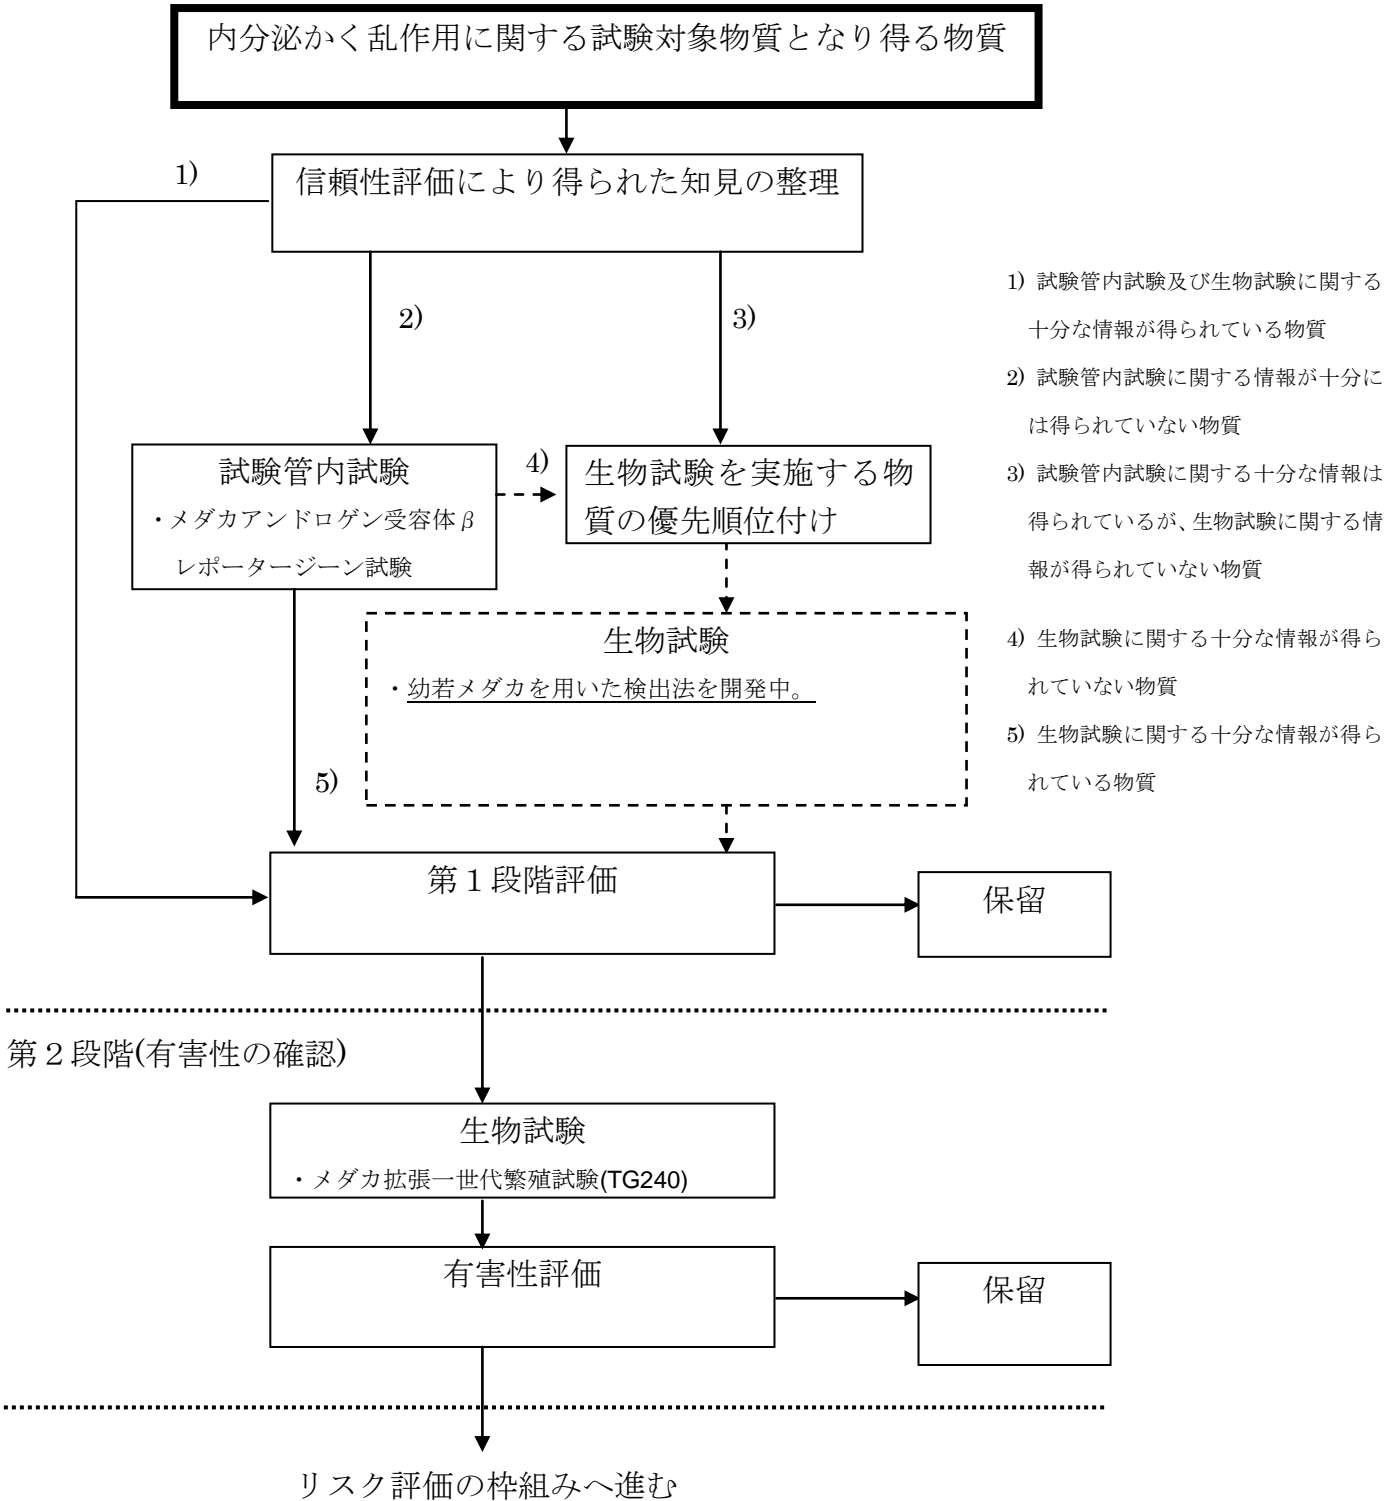 内分泌かく乱作用に関する試験対象物質となり得る物質
1)
信頼性評価により得られた知見の整理
2)
3)
1) 試験管内試験及び生物試験に関する
十分な情報が得られている物質
2) 試験管内試験に関する情報が十分に
は得られていない物質
3) 試験管内試験に関する十分な情報は
得られているが、生物試験に関する情
報が得られていない物質
4) 生物試験に関する十分な情報が得ら
れていない物質
5) 生物試験に関する十分な情報が得ら
れている物質
試験管内試験
・メダカアンドロゲン受容体β
レポータージーン試験
4)
生物試験を実施する物
質の優先順位付け
生物試験
・幼若メダカを用いた検出法を開発中。
5)
第１段階評価
保留
第２段階(有害性の確認)
生物試験
・メダカ拡張一世代繁殖試験(TG240)
有害性評価
保留
リスク評価の枠組みへ進む